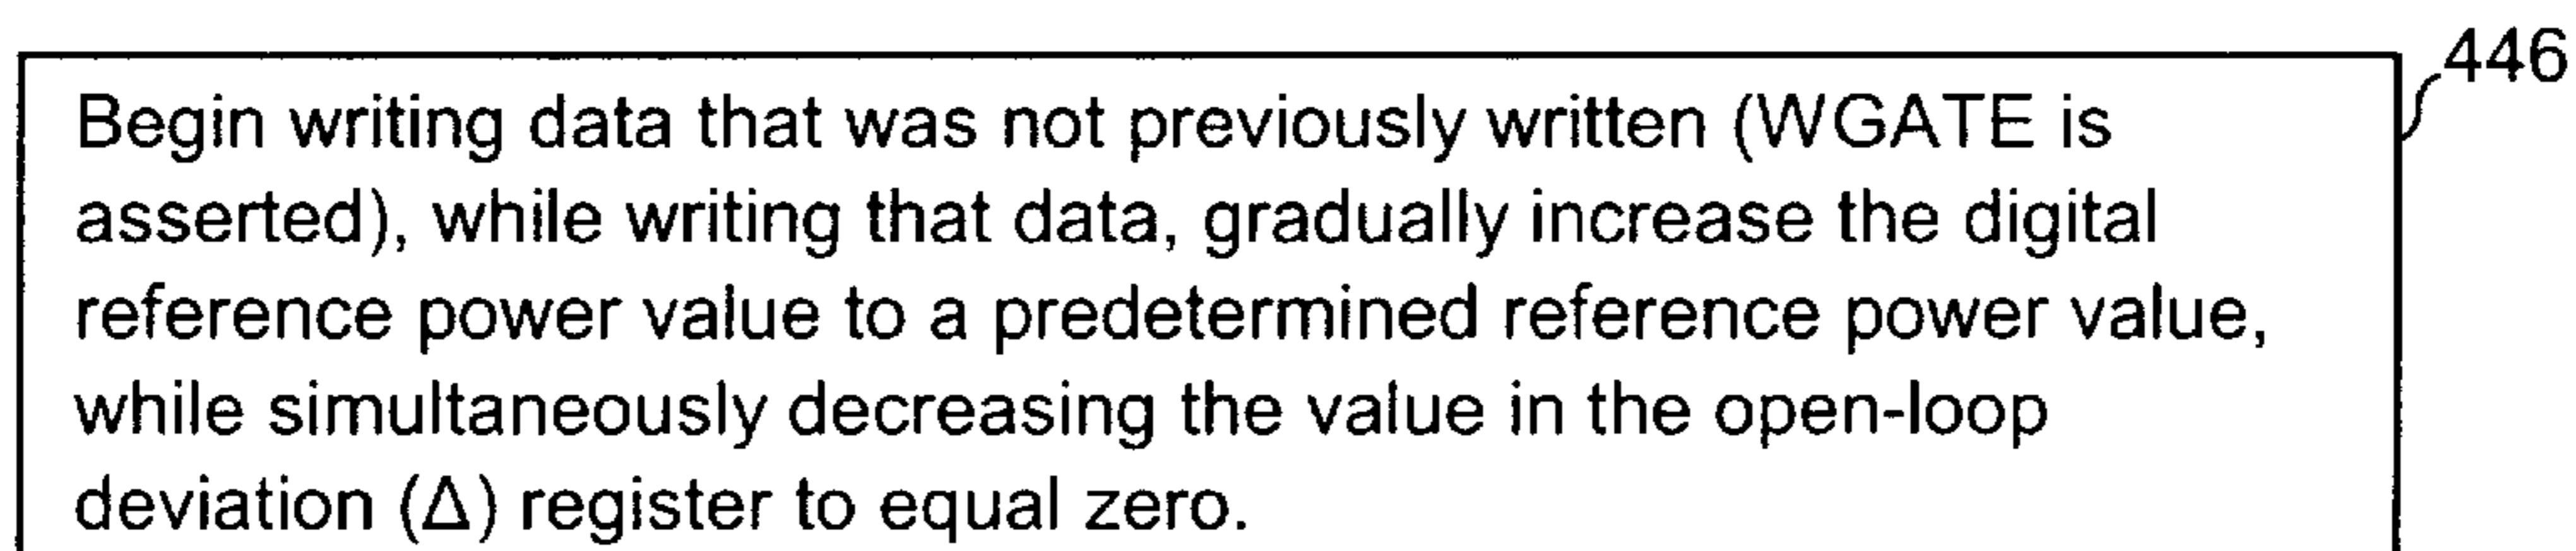 446
Begin writing data that was not previously written (WGATE is
asserted), while writing that data, gradually increase the digital
reference power value to a predetermined reference power value,
while simultaneously decreasing the value in the open-loop
deviation (Δ) register to equal zero.